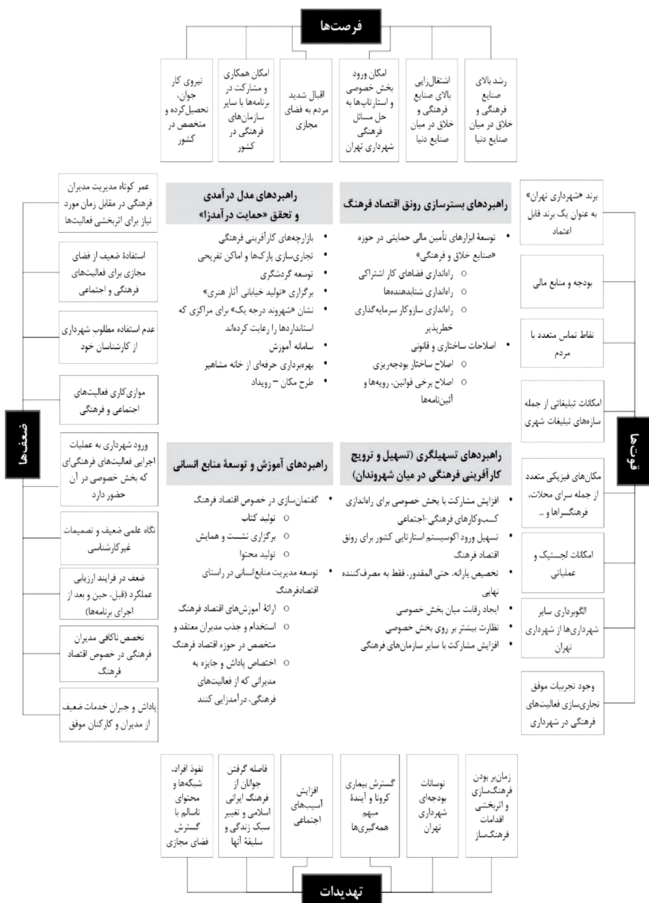 فرصت‌ها
رشد بالای
صنایع
فرهنگی و
خلاق در میان
صنایع دنیا
اشتغال‌زایی
بالای صنایع
فرهنگی و
خلاق در میان
صنایع دنیا
امکان ورود
بخش خصوصی
و استارتاپ‌ها به
حل مسائل
فرهنگی
شهرداری تهران
اقبال شدید
مردم به فضای
مجازی
امکان همکاری
و مشارکت در
برنامه‌ها با سایر
سازمان‌های
فرهنگی در
کشور
نیروی کار
جوان،
تحصیل‌کرده و
متخصص در
کشور
قوت‌ها
برند «شهرداری تهران»
به عنوان یک برند قابل
اعتماد
بودجه و منابع مالی
نقاط تماس متعدد با
مردم
امکانات تبلیغاتی از جمله
سازه‌های تبلیغات شهری
مکان‌های فیزیکی متعدد
از جمله سرای محلات،
فرهنگسراها و ...
امکانات لجستیک و
عملیاتی
الگوبرداری سایر
شهرداری‌ها از شهرداری
تهران
وجود تجربیات موفق
تجاری‌سازی فعالیت‌های
فرهنگی در شهرداری
راهبردهای بسترسازی رونق اقتصاد فرهنگ
• توسعهٔ ابزارهای تأمین مالی حمایتی در حوزه
«صنایع خلاق و فرهنگی»
○ راه‌اندازی فضاهای کار اشتراکی
○ راه‌اندازی شتابدهنده‌ها
○ راه‌اندازی سازوکار سرمایه‌گذاری
خطرپذیر
• اصلاحات ساختاری و قانونی
○ اصلاح ساختار بودجه‌ریزی
○ اصلاح برخی قوانین، رویه‌ها و
آئین‌نامه‌ها
راهبردهای مدل درآمدی
و تحقق «حمایت درآمدزا»
• بازارچه‌های کارآفرینی فرهنگی
• تجاری‌سازی پارک‌ها و اماکن تفریحی
• توسعه گردشگری
• برگزاری «تولید خیابانی آثار هنری»
• نشان «شهروند درجه یک» برای مراکزی که
استانداردها را رعایت کرده‌اند
• سامانه آموزش
• بهره‌برداری حرفه‌ای از خانه مشاهیر
• طرح مکان – رویداد
راهبردهای تسهیلگری (تسهیل و ترویج
کارآفرینی فرهنگی در میان شهروندان)
• افزایش مشارکت با بخش خصوصی برای راه‌اندازی
کسب‌وکارهای فرهنگی-اجتماعی
• تسهیل ورود اکوسیستم استارتاپی کشور برای رونق
اقتصاد فرهنگ
• تخصیص یارانه، حتی المقدور، فقط به مصرف‌کننده
نهایی
• ایجاد رقابت میان بخش خصوصی
• نظارت بیشتر بر روی بخش خصوصی
• افزایش مشارکت با سایر سازمان‌های فرهنگی
راهبردهای آموزش و توسعهٔ منابع انسانی
• گفتمان‌سازی در خصوص اقتصاد فرهنگ
○ تولید کتاب
○ برگزاری نشست و همایش
○ تولید محتوا
• توسعه مدیریت منابع‌انسانی در راستای
اقتصادفرهنگ
○ ارائهٔ آموزش‌های اقتصاد فرهنگ
○ استخدام و جذب مدیران معتقد و
متخصص در حوزه اقتصاد فرهنگ
○ اختصاص پاداش و جایزه به
مدیرانی که از فعالیت‌های
فرهنگی، درآمدزایی کنند
ضعف‌ها
عمر کوتاه مدیریت مدیران
فرهنگی در مقابل زمان مورد
نیاز برای اثربخشی فعالیت‌ها
استفادهٔ ضعیف از فضای
مجازی برای فعالیت‌های
فرهنگی و اجتماعی
عدم استفاده مطلوب شهرداری
از کارشناسان خود
موازی‌کاری فعالیت‌های
اجتماعی و فرهنگی
ورود شهرداری به عملیات
اجرایی فعالیت‌های فرهنگی‌ای
که بخش خصوصی در آن
حضور دارد
نگاه علمی ضعیف و تصمیمات
غیرکارشناسی
ضعف در فرایند ارزیابی
عملکرد (قبل، حین و بعد از
اجرای برنامه‌ها)
تخصص ناکافی مدیران
فرهنگی در خصوص اقتصاد
فرهنگ
پاداش و جبران خدمات ضعیف
از مدیران و کارکنان موفق
زمان‌بر بودن
فرهنگ‌سازی
و اثربخشی
اقدامات
فرهنگ‌ساز
نوسانات
بودجه‌ای
شهرداری
تهران
گسترش بیماری
کرونا و آیندهٔ
مبهم
همه‌گیری‌ها
افزایش
آسیب‌های
اجتماعی
فاصله گرفتن
جوانان از
فرهنگ ایرانی
اسلامی و تغییر
سبک زندگی و
سلیقهٔ آنها
نفوذ افراد،
شبکه‌ها و
محتوای
ناسالم با
گسترش
فضای مجازی
تهدیدات